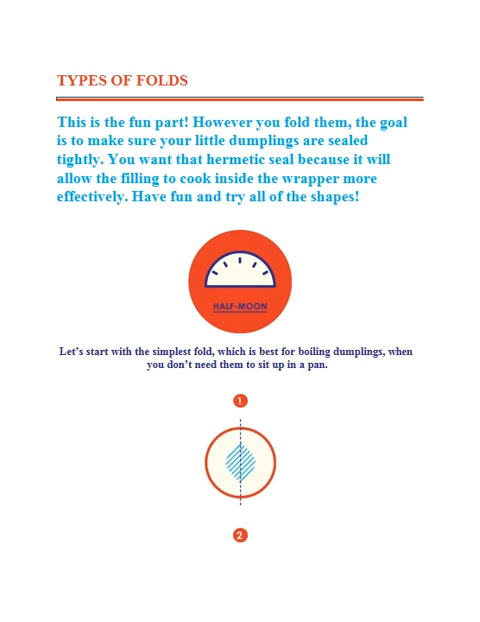 TYPES OF FOLDS
This is the fun part! However you fold them, the goal
is to make sure your little dumplings are sealed
tightly. You want that hermetic seal because it will
allow the filling to cook inside the wrapper more
effectively. Have fun and try all of the shapes!
HALF-MOON
Let’s start with the simplest fold, which is best for boiling dumplings, when
you don’t need them to sit up in a pan.
1
2